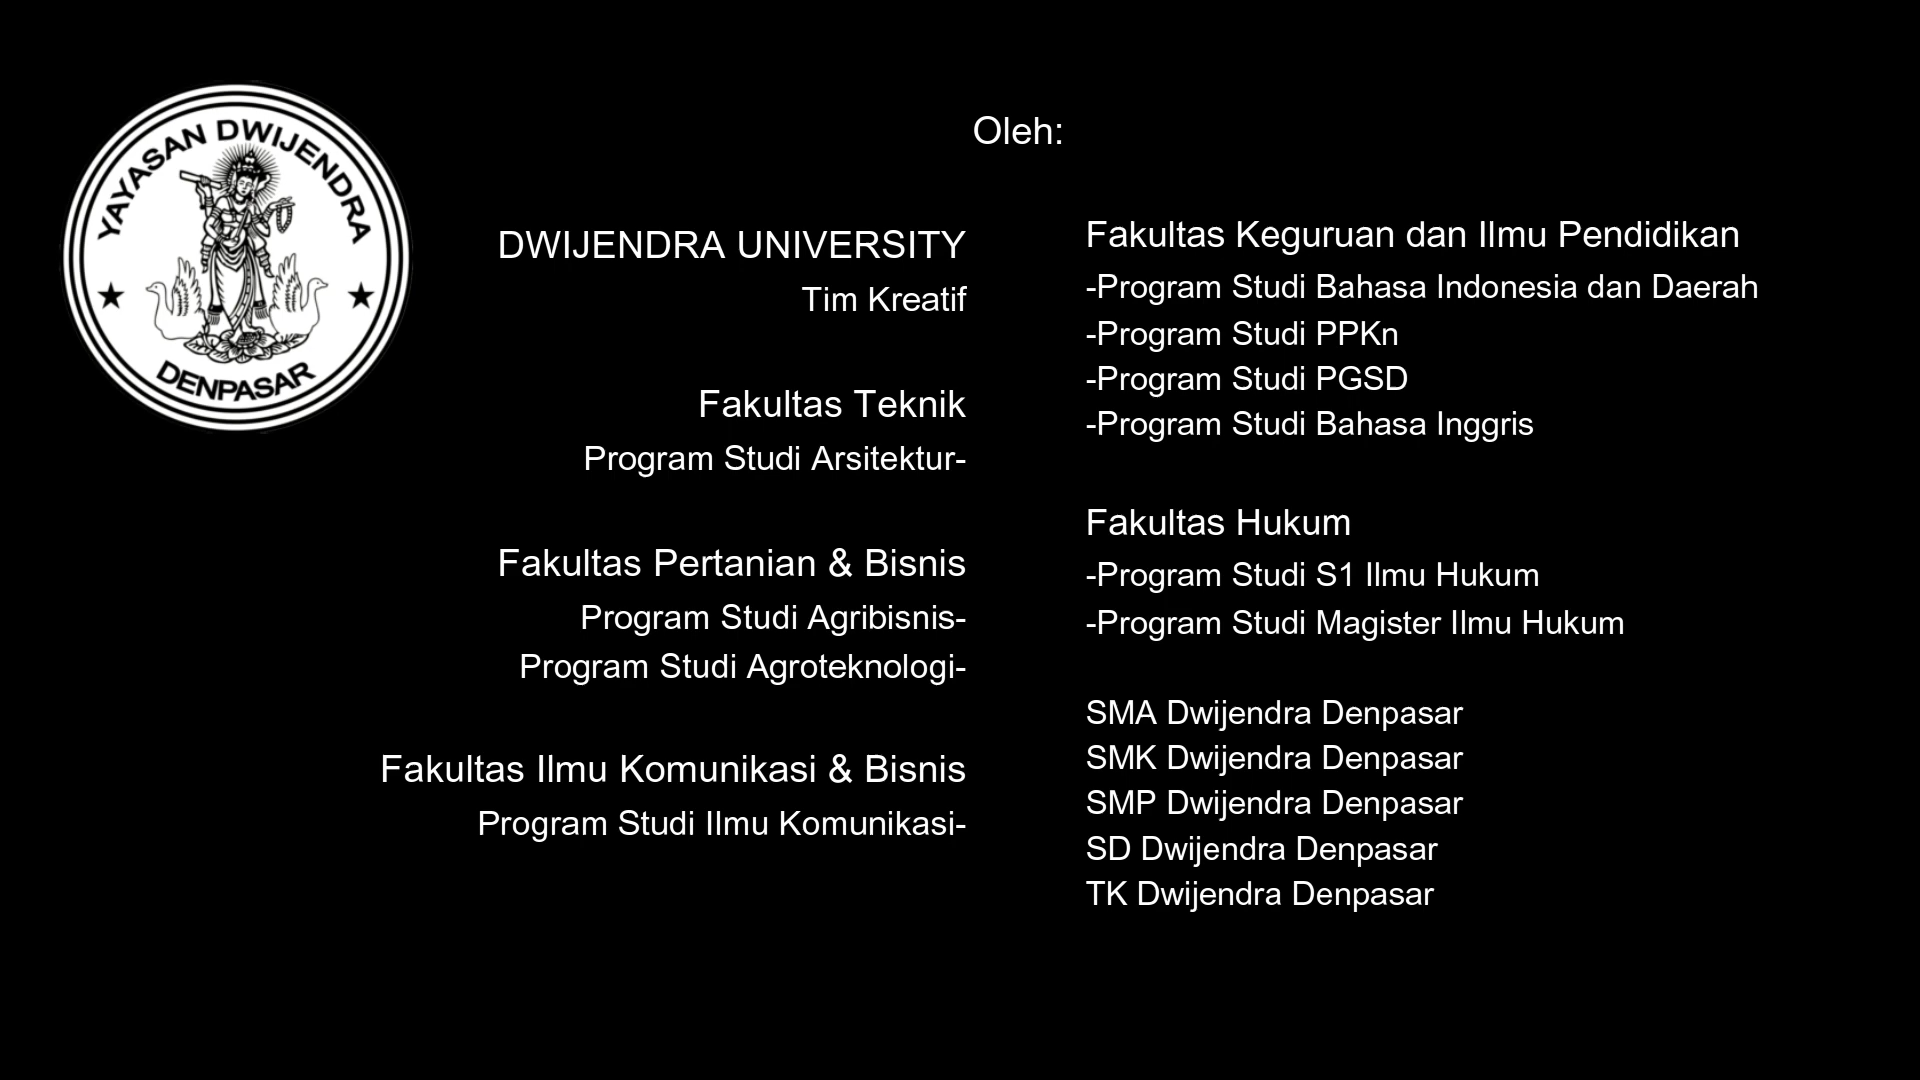 YAYASAN DWIJENDRA
DENPASAR
Oleh:
DWIJENDRA UNIVERSITY
Tim Kreatif
Fakultas Teknik
Program Studi Arsitektur-
Fakultas Pertanian & Bisnis
Program Studi Agribisnis-
Program Studi Agroteknologi-
Fakultas Ilmu Komunikasi & Bisnis
Program Studi Ilmu Komunikasi-
Fakultas Keguruan dan Ilmu Pendidikan
-Program Studi Bahasa Indonesia dan Daerah
-Program Studi PPKn
-Program Studi PGSD
-Program Studi Bahasa Inggris
Fakultas Hukum
-Program Studi S1 Ilmu Hukum
-Program Studi Magister Ilmu Hukum
SMA Dwijendra Denpasar
SMK Dwijendra Denpasar
SMP Dwijendra Denpasar
SD Dwijendra Denpasar
TK Dwijendra Denpasar